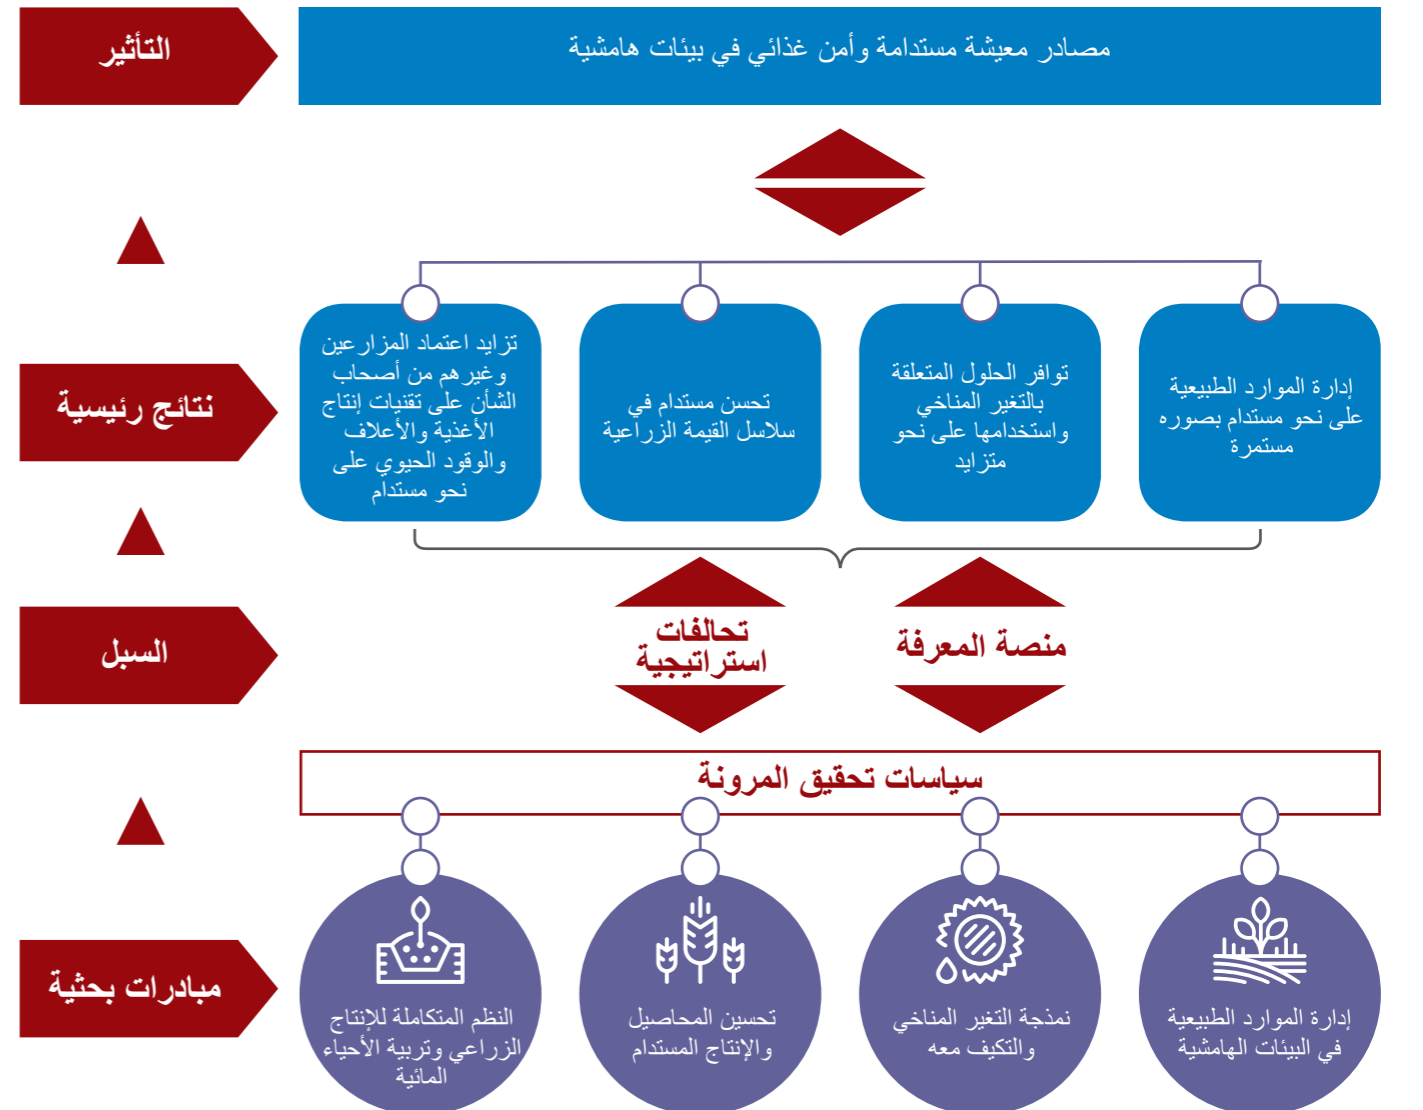 التأثير
مصادر معيشة مستدامة وأمن غذائي في بيئات هامشية
نتائج رئيسية
إدارة الموارد الطبيعية
على نحو مستدام بصوره
مستمرة
توافر الحلول المتعلقة
بالتغير المناخي
واستخدامها على نحو
متزايد
تحسن مستدام في
سلاسل القيمة الزراعية
تزايد اعتماد المزارعين
وغيرهم من أصحاب
الشأن على تقنيات إنتاج
الأغذية والأعلاف
والوقود الحيوي على
نحو مستدام
السبل
منصة المعرفة
تحالفات
استراتيجية
سياسات تحقيق المرونة
مبادرات بحثية
إدارة الموارد الطبيعية
في البيئات الهامشية
نمذجة التغير المناخي
والتكيف معه
تحسين المحاصيل
والإنتاج المستدام
النظم المتكاملة للإنتاج
الزراعي وتربية الأحياء
المائية